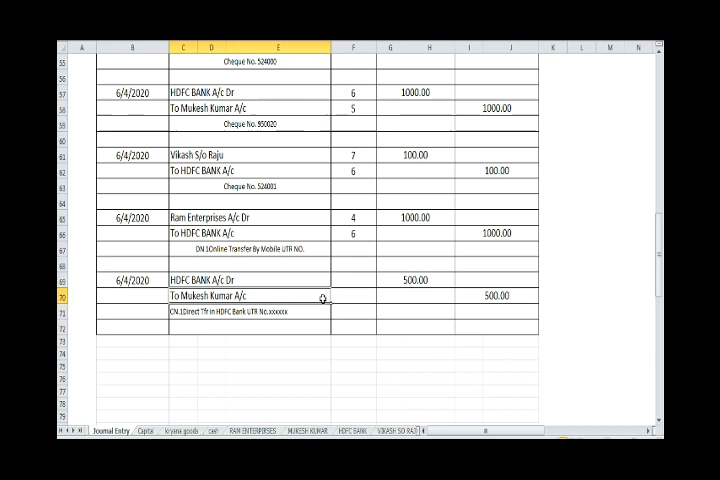 A B C D E F G H I J K L M N
55 Cheque No. 524000
56
57 6/4/2020 HDFC BANK A/c Dr 6 1000.00
58 To Mukesh Kumar A/c 5 1000.00
59 Cheque No. 950020
60
61 6/4/2020 Vikash S/o Raju 7 100.00
62 To HDFC BANK A/c 6 100.00
63 Cheque No. 524001
64
65 6/4/2020 Ram Enterprises A/c Dr 4 1000.00
66 To HDFC BANK A/c 6 1000.00
67 DN.1Online Transfer By Mobile UTR NO.
68
69 6/4/2020 HDFC BANK A/c Dr 500.00
70 To Mukesh Kumar A/c 500.00
71 CN.1Direct Tfr in HDFC Bank UTR No.xxxxxx
72
73
74
75
76
77
78
79
Journal Entry Capital kryana goods cash RAM ENTERPIRSES MUKESH KUMAR HDFC BANK VIKASH SO RAJ